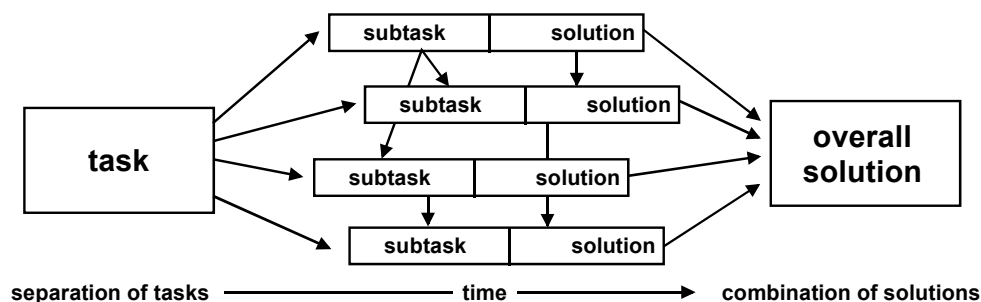 subtask solution
subtask solution
task
overall
solution
subtask solution
subtask solution
separation of tasks time combination of solutions